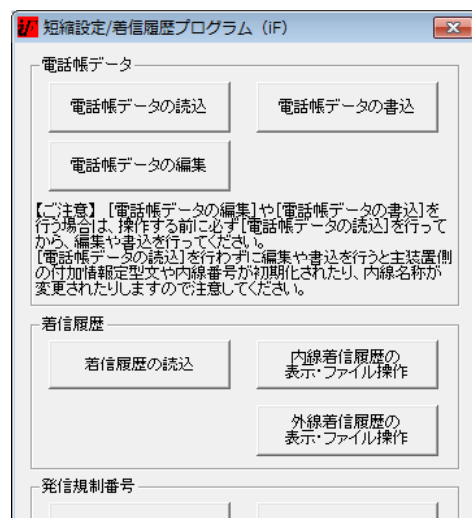 iF 短縮設定/着信履歴プログラム（iF）
電話帳データ
電話帳データの読込
電話帳データの書込
電話帳データの編集
【ご注意】［電話帳データの編集］や［電話帳データの書込］を
行う場合は、操作する前に必ず［電話帳データの読込］を行って
から、編集や書込を行ってください。
［電話帳データの読込］を行わずに編集や書込を行うと主装置側
の付加情報定型文や内線番号が初期化されたり、内線名称が
変更されたりしますので注意してください。
着信履歴
着信履歴の読込
内線着信履歴の
表示・ファイル操作
外線着信履歴の
表示・ファイル操作
発信規制番号